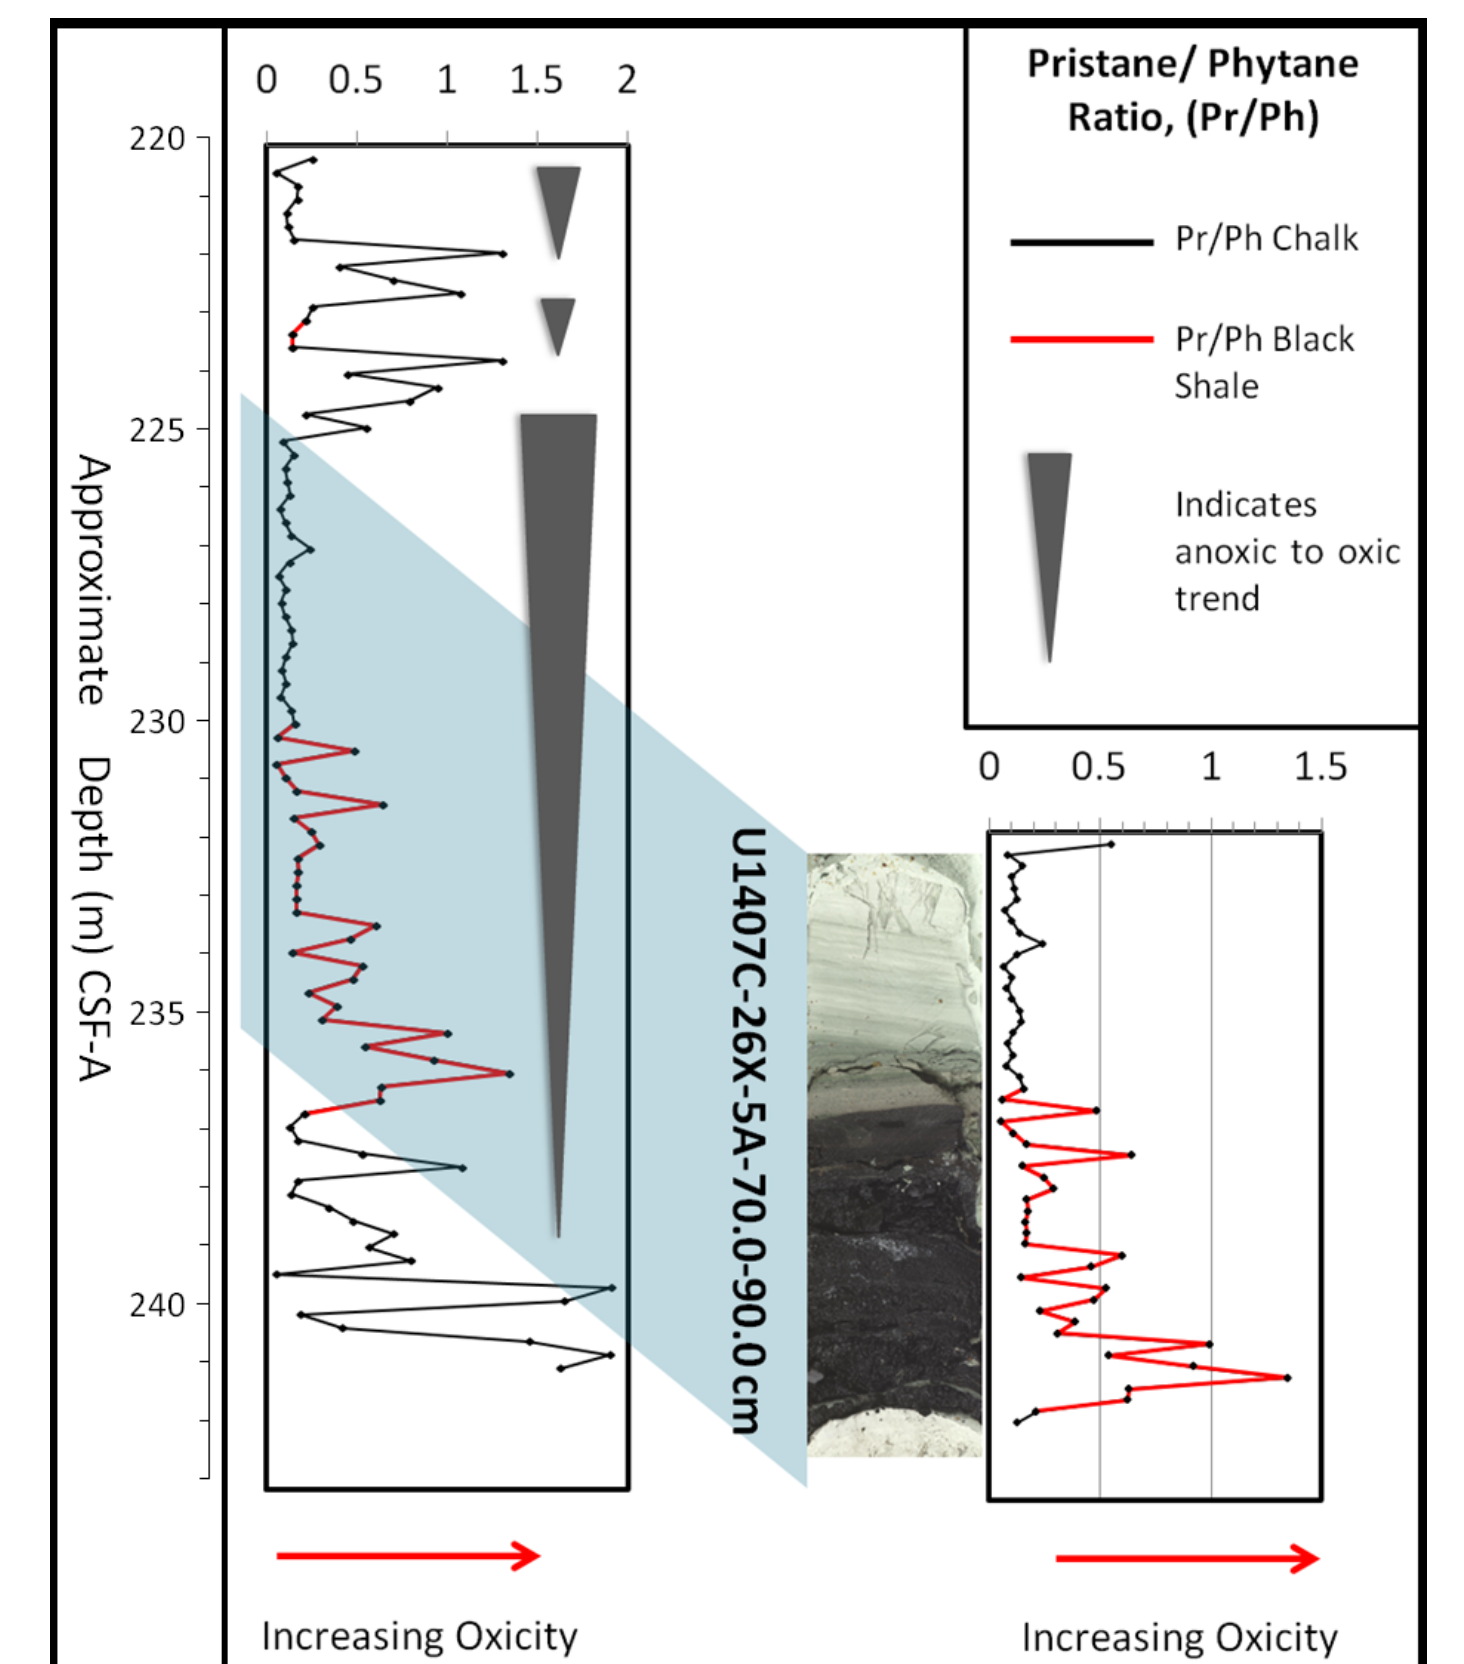 0 0.5 1 1.5 2
Pristane/ Phytane
Ratio, (Pr/Ph)
Pr/Ph Chalk
Pr/Ph Black
Shale
Indicates
anoxic to oxic
trend
220
225
230
235
240
Approximate Depth (m) CSF-A
U1407C-26X-5A-70.0-90.0 cm
0 0.5 1 1.5
Increasing Oxicity
Increasing Oxicity